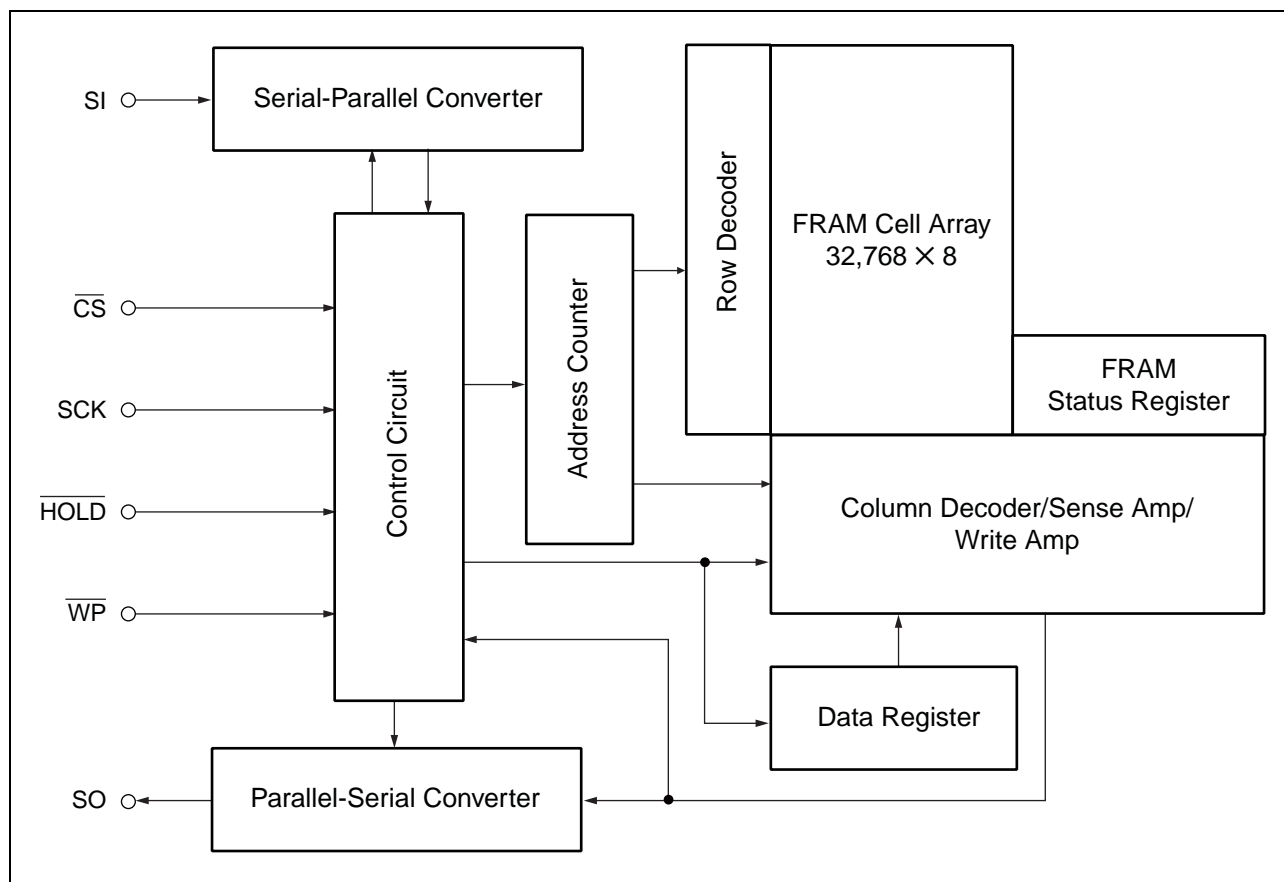 SI
Serial-Parallel Converter
CS
SCK
HOLD
WP
Control Circuit
Address Counter
Row Decoder
FRAM Cell Array
32,768 × 8
FRAM
Status Register
Column Decoder/Sense Amp/
Write Amp
Data Register
SO
Parallel-Serial Converter